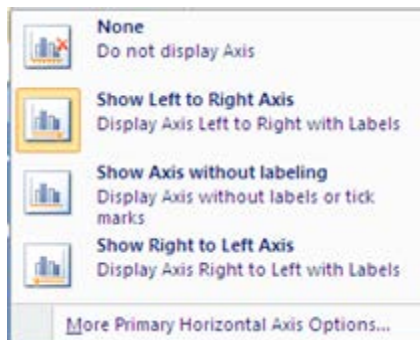 None
Do not display Axis
Show Left to Right Axis
Display Axis Left to Right with Labels
Show Axis without labeling
Display Axis without labels or tick
marks
Show Right to Left Axis
Display Axis Right to Left with Labels
More Primary Horizontal Axis Options...